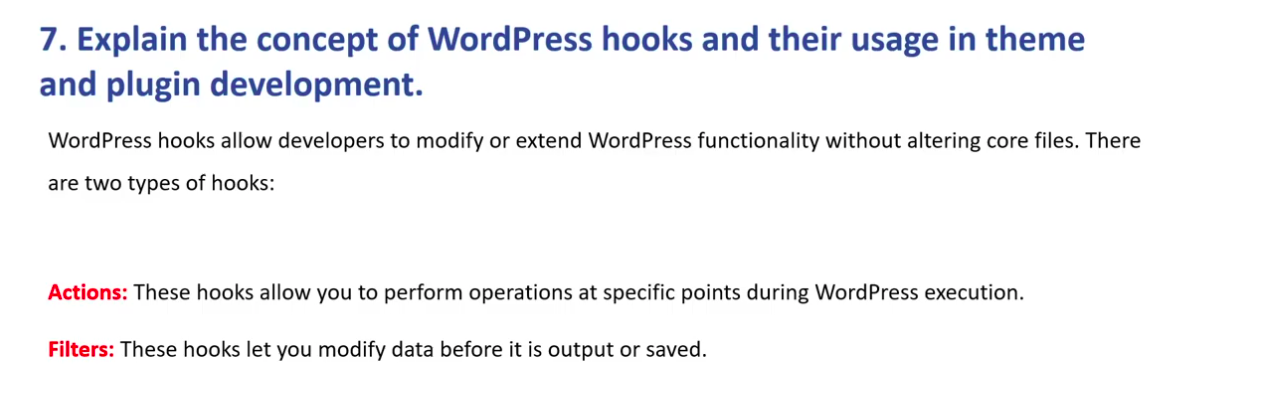 7. Explain the concept of WordPress hooks and their usage in theme
and plugin development.
WordPress hooks allow developers to modify or extend WordPress functionality without altering core files. There
are two types of hooks:
Actions: These hooks allow you to perform operations at specific points during WordPress execution.
Filters: These hooks let you modify data before it is output or saved.